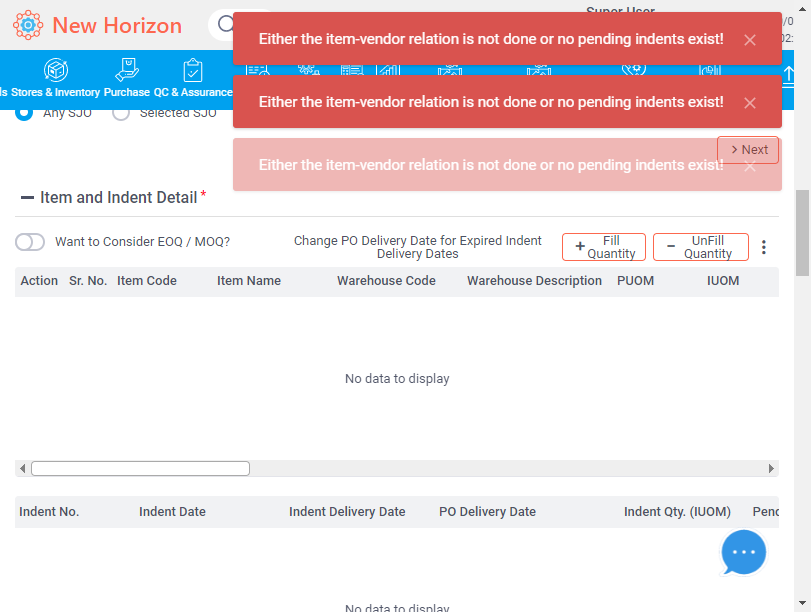 New Horizon
Super User
Either the item-vendor relation is not done or no pending indents exist!
Stores & Inventory Purchase QC & Assurance
Either the item-vendor relation is not done or no pending indents exist!
Any SJO Selected SJO
Next
Either the item-vendor relation is not done or no pending indents exist!
Item and Indent Detail *
Want to Consider EOQ / MOQ?
Change PO Delivery Date for Expired Indent
Delivery Dates
Fill
Quantity
UnFill
Quantity
Action Sr. No. Item Code Item Name Warehouse Code Warehouse Description PUOM IUOM
No data to display
Indent No. Indent Date Indent Delivery Date PO Delivery Date Indent Qty. (IUOM)
No data to display